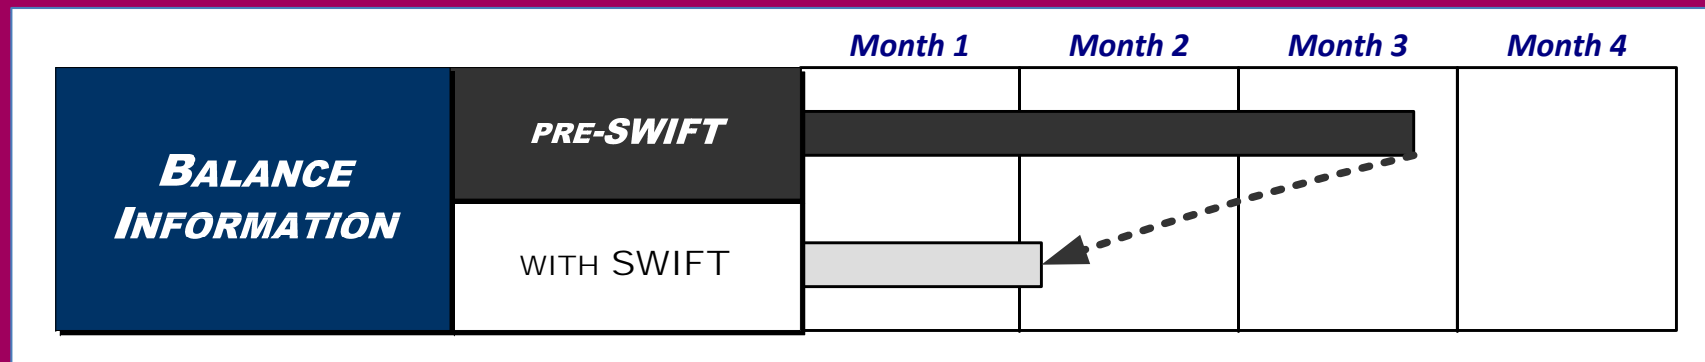 Month 1 Month 2 Month 3 Month 4
BALANCE
INFORMATION
PRE-SWIFT
WITH SWIFT